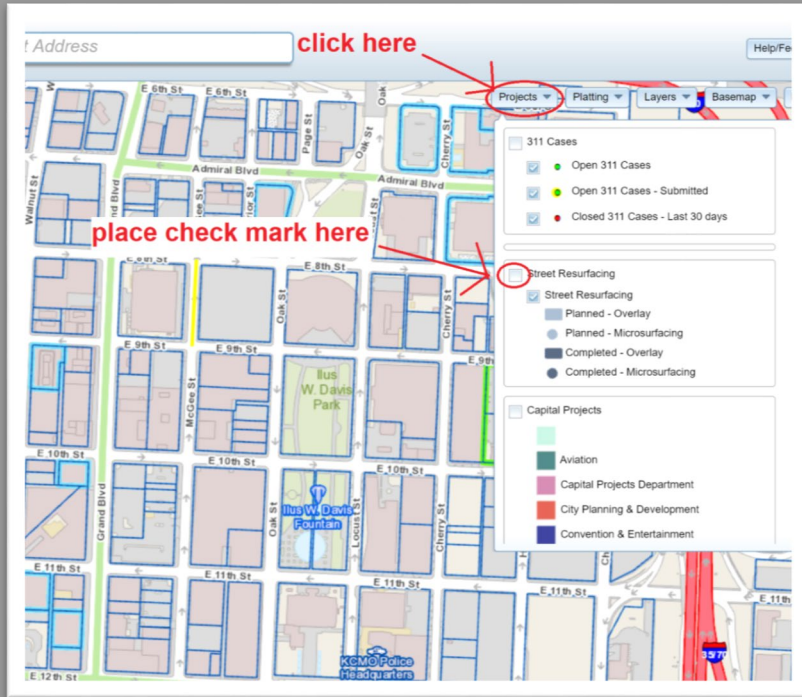 t Address
click here
Help/Fe
Projects
Platting
Layers
Basemap
311 Cases
Open 311 Cases
Open 311 Cases - Submitted
Closed 311 Cases - Last 30 days
place check mark here
Street Resurfacing
Street Resurfacing
Planned - Overlay
Planned - Microsurfacing
Completed - Overlay
Completed - Microsurfacing
Capital Projects
Aviation
Capital Projects Department
City Planning & Development
Convention & Entertainment
E 6th St
E 6th St
Oak St
Page St
Oak St
Cherry St
Admiral Blvd
Admiral Blvd
Walnut St
E 8th St
E 8th St
Oak St
Cherry St
E 9th St
E 9th St
E 9th
McGee St
Ilus
W. Davis
Park
E 10th St
E 10th St
E 10th St
Grand Blvd
Oak St
Ilus W. Davis
Fountain
Locust St
Cherry St
E 11th St
E 11th St
E 11th St
E 11th St
E 11th
KCMO Police
Headquarters
E 12th St
35/70